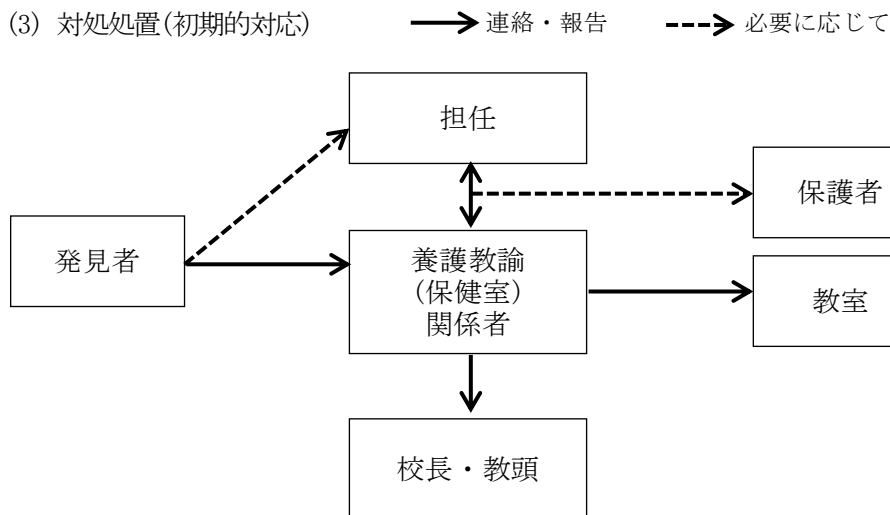 (3) 対処処置(初期的対応)
連絡・報告
必要に応じて
担任
保護者
発見者
養護教諭
(保健室)
関係者
教室
校長・教頭